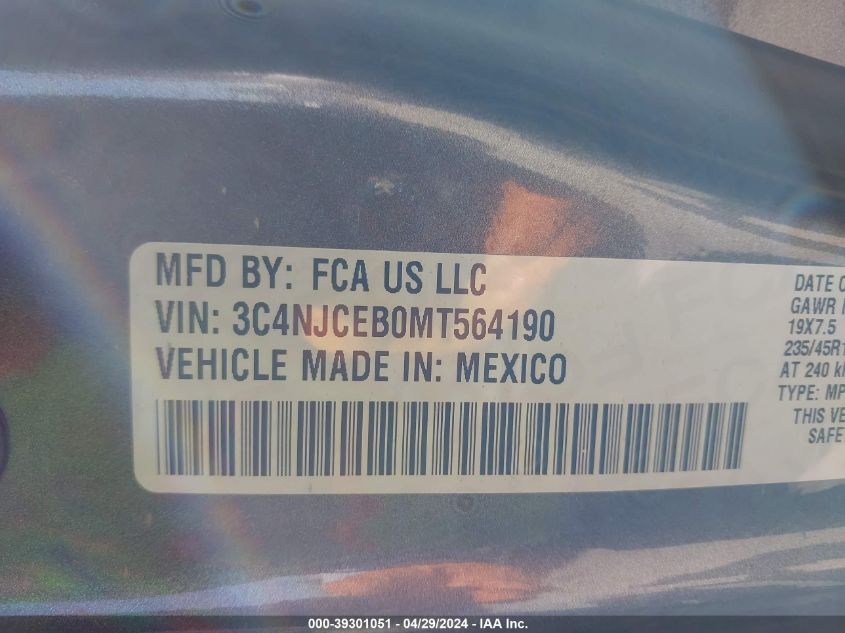 MFD BY: FCA US LLC
VIN: 3C4NJCEB0MT564190
VEHICLE MADE IN: MEXICO
DATE
GAWR
19X7.5
235/45R1
AT 240
TYPE: MP
THIS VE
SAFE
000-39301051 - 04/29/2024 - IAA Inc.